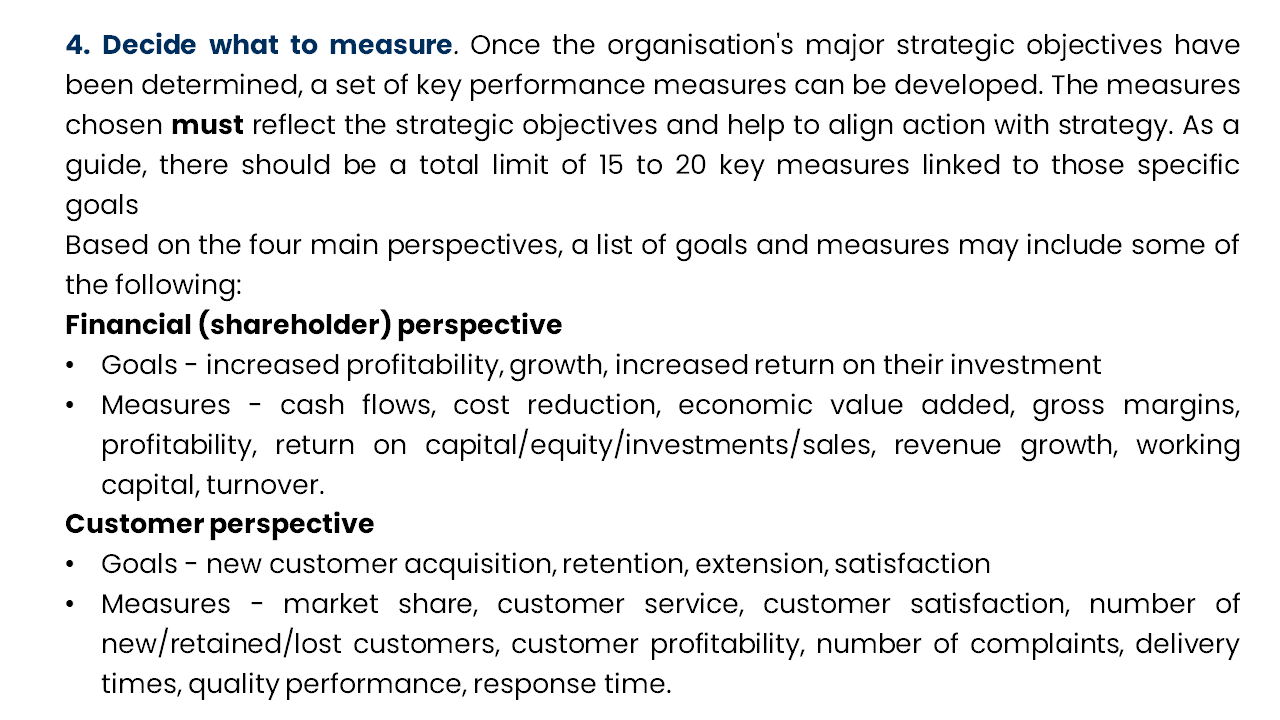 4. Decide what to measure. Once the organisation's major strategic objectives have
been determined, a set of key performance measures can be developed. The measures
chosen must reflect the strategic objectives and help to align action with strategy. As a
guide, there should be a total limit of 15 to 20 key measures linked to those specific
goals
Based on the four main perspectives, a list of goals and measures may include some of
the following:
Financial (shareholder) perspective
• Goals - increased profitability, growth, increased return on their investment
• Measures - cash flows, cost reduction, economic value added, gross margins,
profitability, return on capital/equity/investments/sales, revenue growth, working
capital, turnover.
Customer perspective
• Goals - new customer acquisition, retention, extension, satisfaction
• Measures - market share, customer service, customer satisfaction, number of
new/retained/lost customers, customer profitability, number of complaints, delivery
times, quality performance, response time.